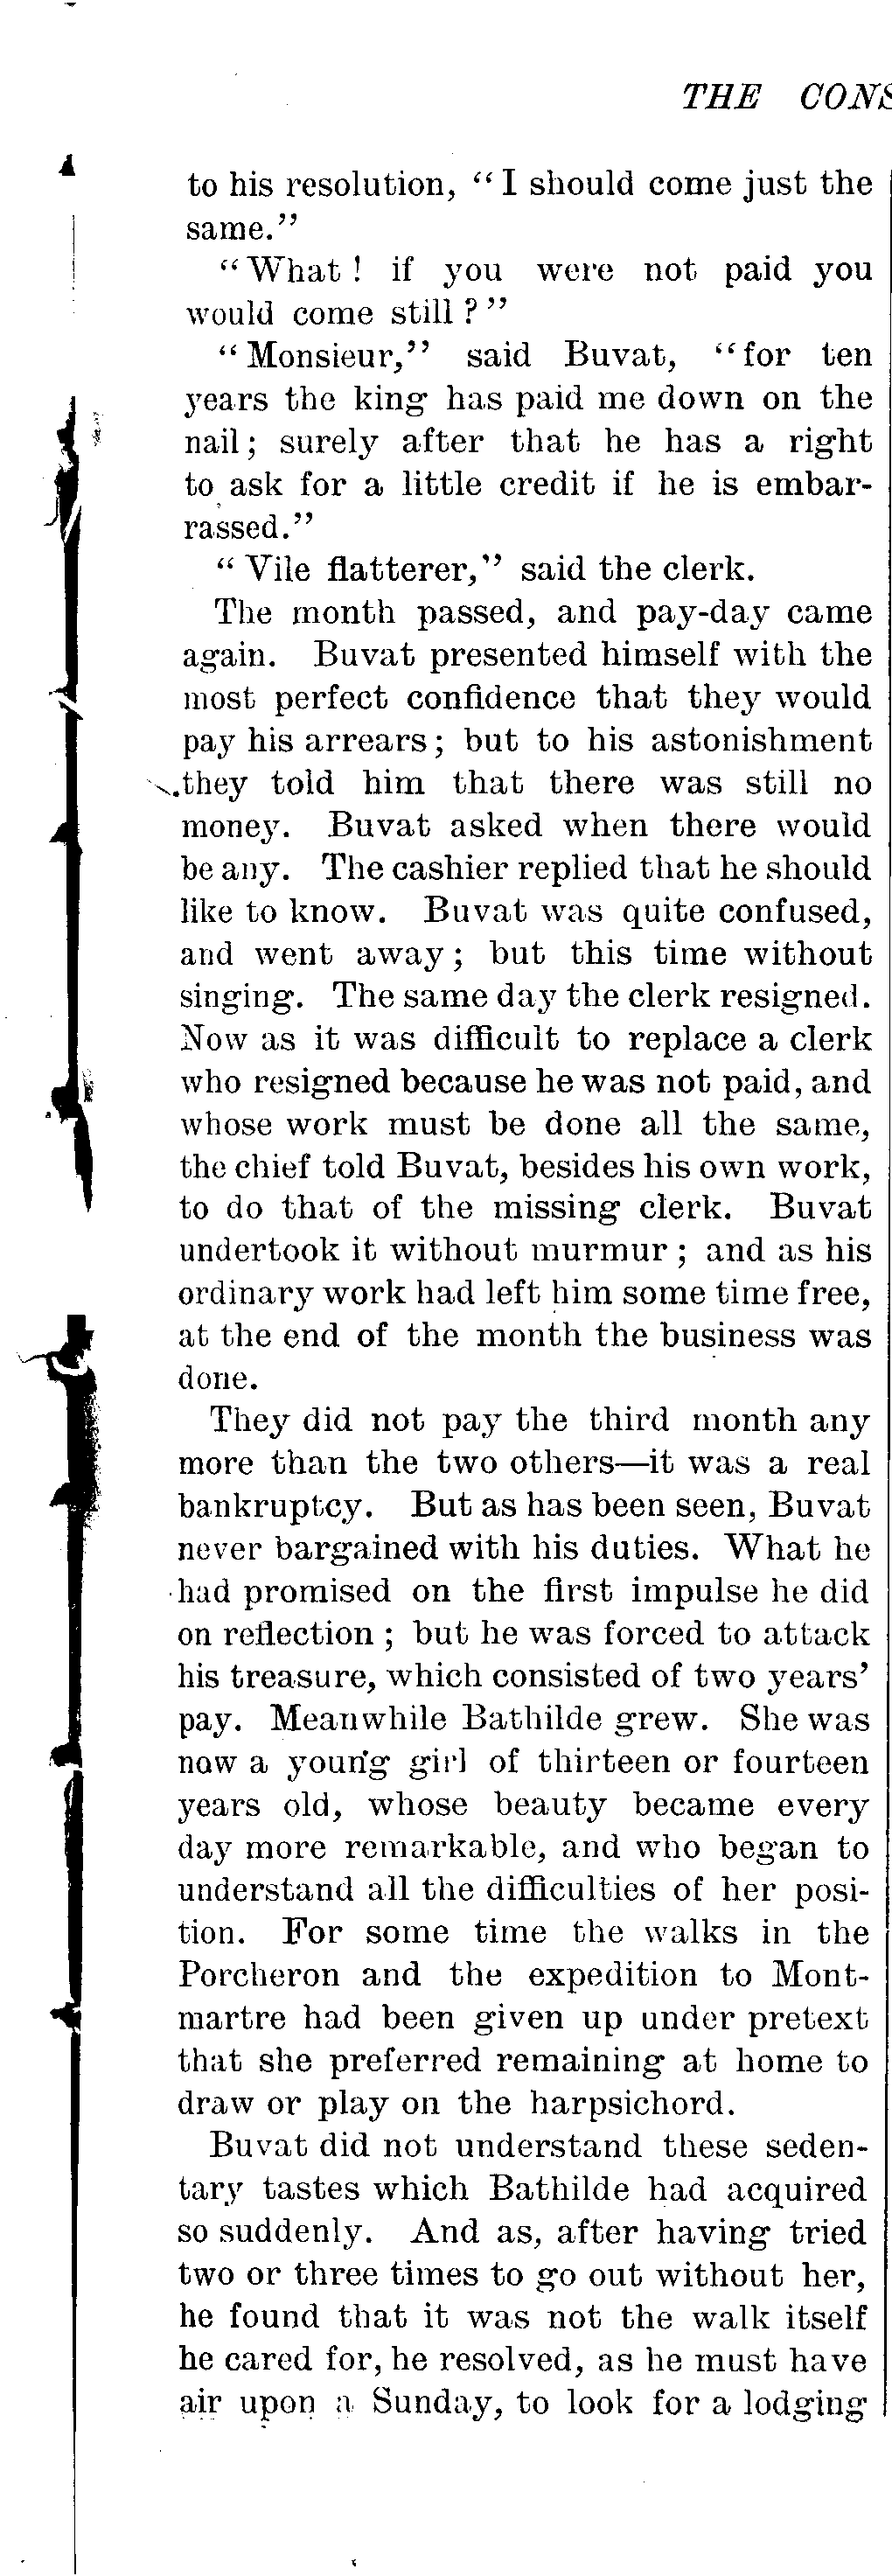 THE CONS
to his resolution, "I should come just the
same."
"What! if you were not paid you
would come still?"
"Monsieur," said Buvat, "for ten
years the king has paid me down on the
nail; surely after that he has a right
to ask for a little credit if he is embar-
rassed."
"Vile flatterer," said the clerk.
The month passed, and pay-day came
again. Buvat presented himself with the
most perfect confidence that they would
pay his arrears; but to his astonishment
they told him that there was still no
money. Buvat asked when there would
be any. The cashier replied that he should
like to know. Buvat was quite confused,
and went away; but this time without
singing. The same day the clerk resigned.
Now as it was difficult to replace a clerk
who resigned because he was not paid, and
whose work must be done all the same,
the chief told Buvat, besides his own work,
to do that of the missing clerk. Buvat
undertook it without murmur; and as his
ordinary work had left him some time free,
at the end of the month the business was
done.
They did not pay the third month any
more than the two others—it was a real
bankruptcy. But as has been seen, Buvat
never bargained with his duties. What he
had promised on the first impulse he did
on reflection; but he was forced to attack
his treasure, which consisted of two years'
pay. Meanwhile Bathilde grew. She was
now a young girl of thirteen or fourteen
years old, whose beauty became every
day more remarkable, and who began to
understand all the difficulties of her posi-
tion. For some time the walks in the
Porcheron and the expedition to Mont-
martre had been given up under pretext
that she preferred remaining at home to
draw or play on the harpsichord.
Buvat did not understand these seden-
tary tastes which Bathilde had acquired
so suddenly. And as, after having tried
two or three times to go out without her,
he found that it was not the walk itself
he cared for, he resolved, as he must have
air upon a Sunday, to look for a lodging